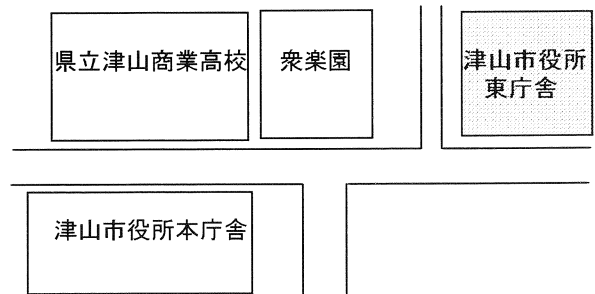 県立津山商業高校
衆楽園
津山市役所
東庁舎
津山市役所本庁舎